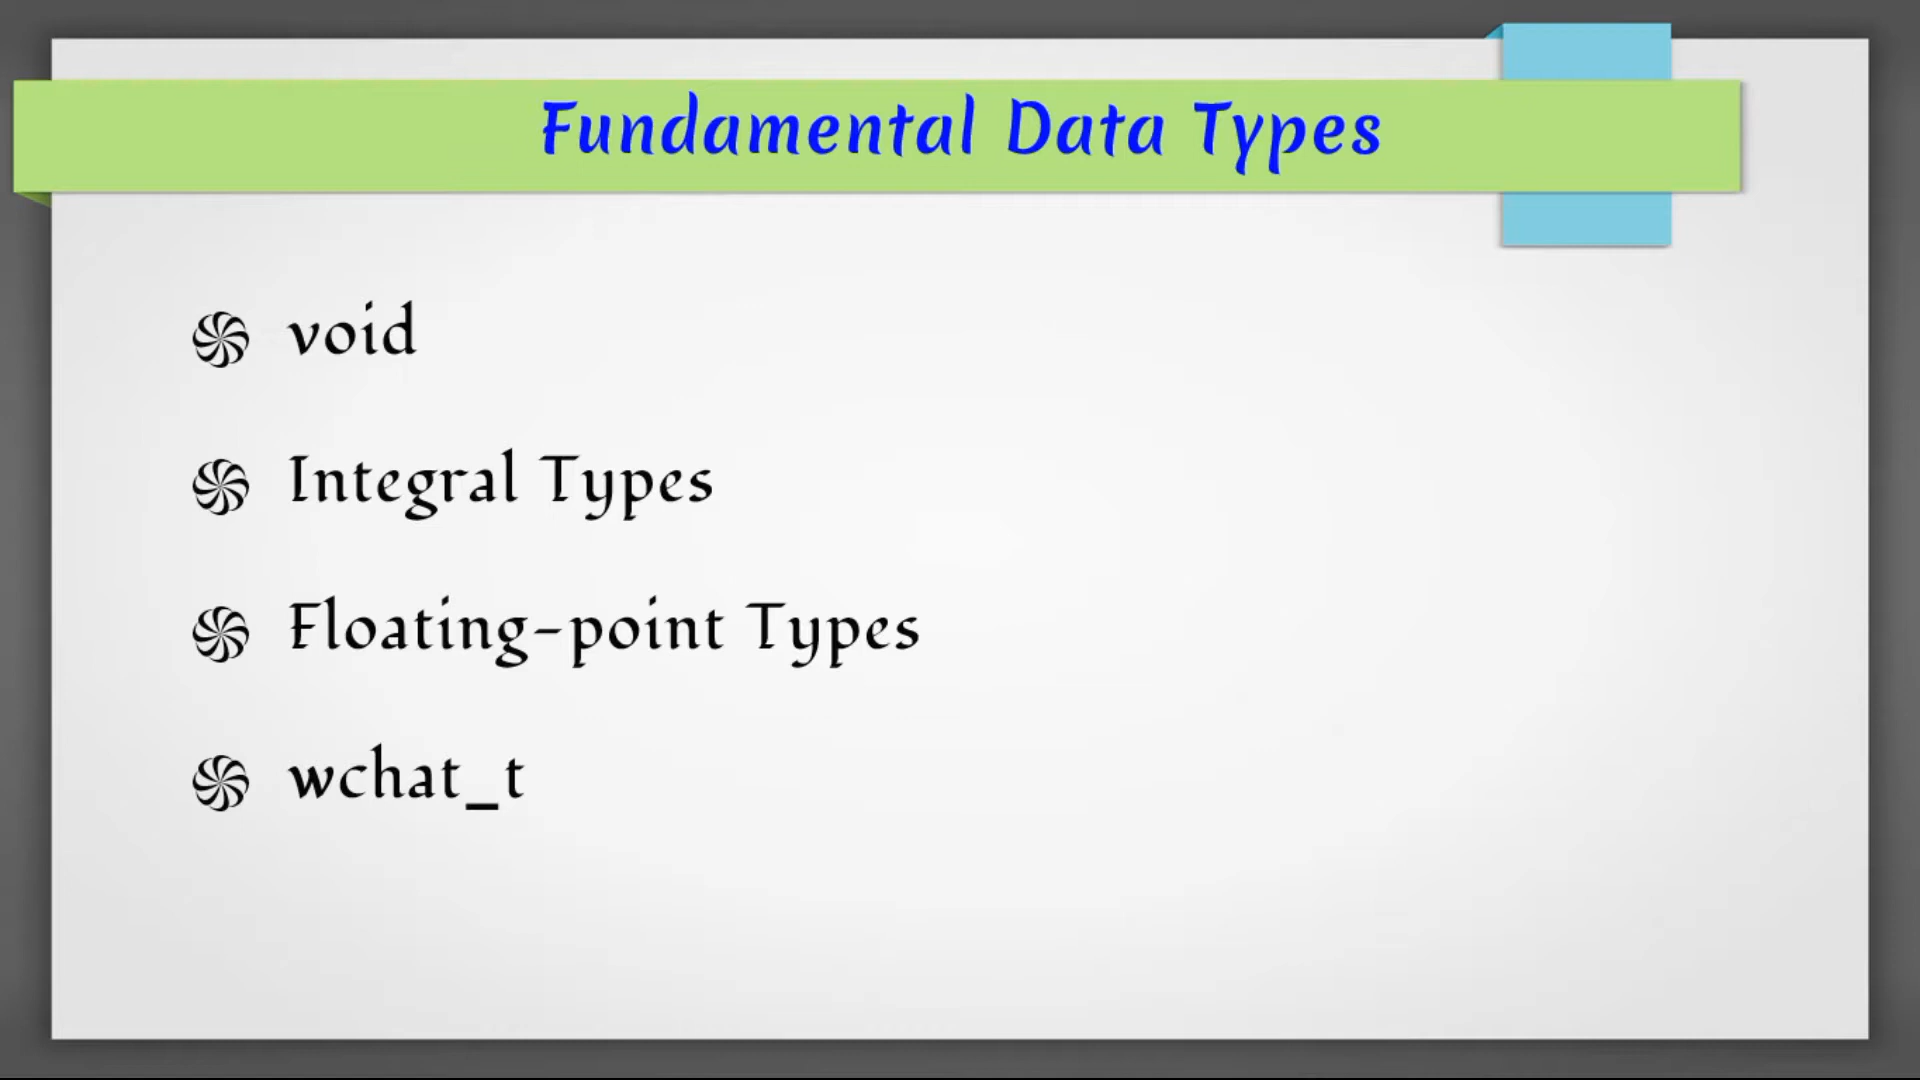 Fundamental Data Types
void
Integral Types
Floating-point Types
wchat_t